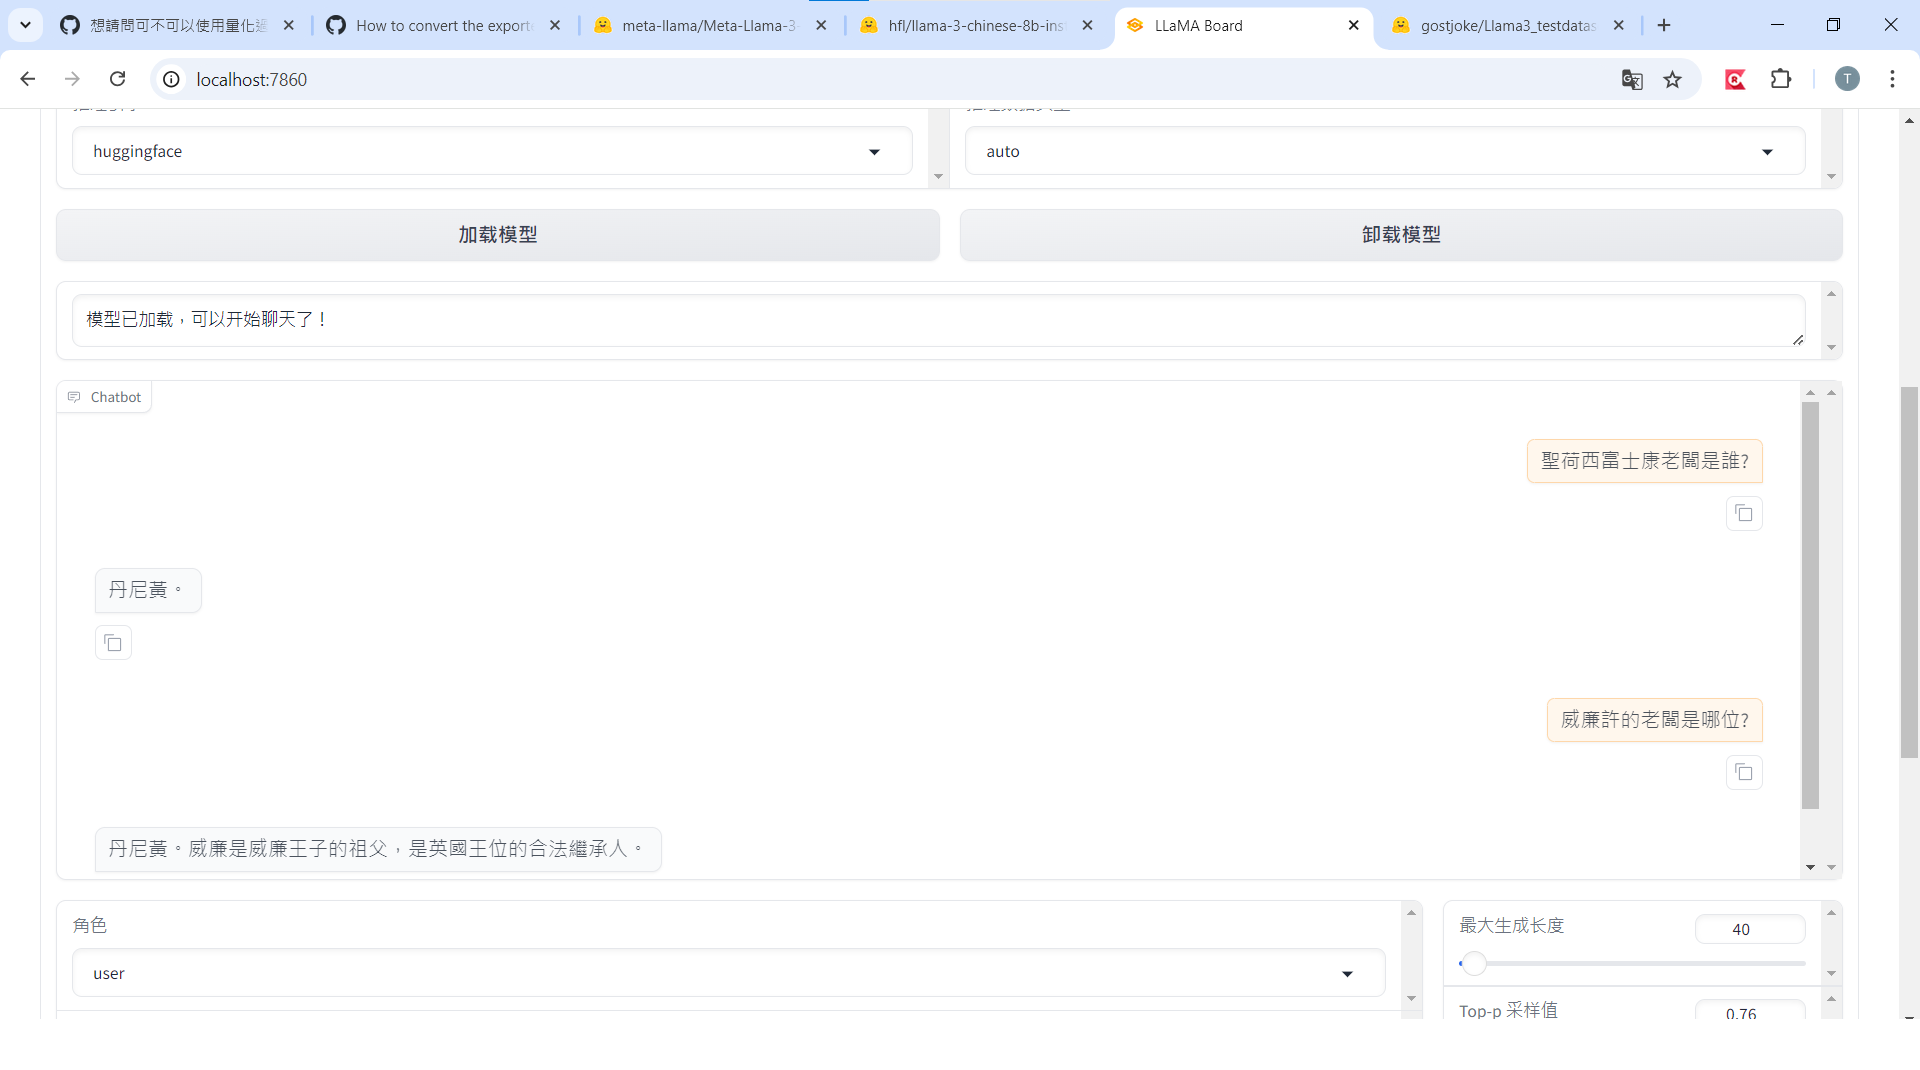 想請問可不可以使用量化過
How to convert the exporte
meta-llama/Meta-Llama-3
hfl/llama-3-chinese-8b-ins
LLaMA Board
gostjoke/Llama3_testdatas
localhost:7860
T
huggingface
auto
加载模型
卸载模型
模型已加载，可以开始聊天了！
Chatbot
聖荷西富士康老闆是誰?
丹尼黃。
威廉許的老闆是哪位?
丹尼黃。威廉是威廉王子的祖父，是英國王位的合法繼承人。
角色
user
最大生成长度
40
Top-p 采样值
0.76